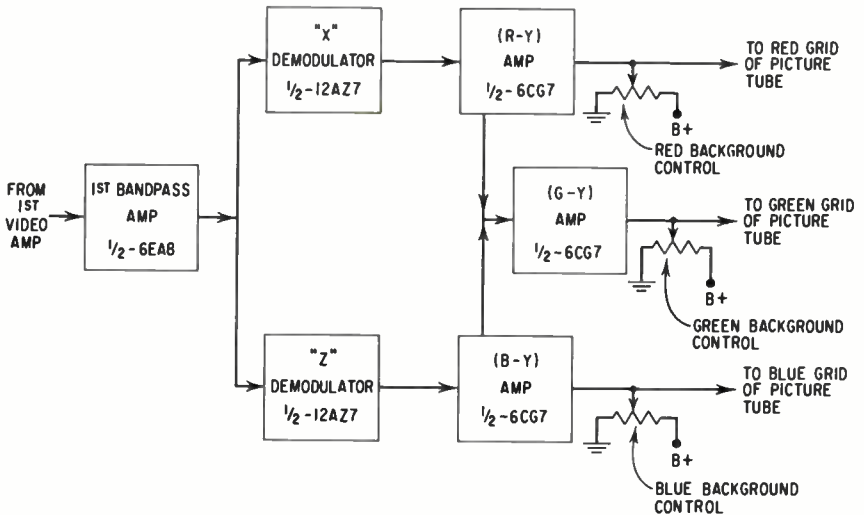 "X"
DEMODULATOR
1/2-12AZ7
(R-Y)
AMP
1/2-6CG7
TO RED GRID
OF PICTURE
TUBE
B+
RED BACKGROUND
CONTROL
FROM
1ST
VIDEO
AMP
1ST BANDPASS
AMP
1/2-6EA8
(G-Y)
AMP
1/2-6CG7
TO GREEN GRID
OF PICTURE
TUBE
B+
GREEN BACKGROUND
CONTROL
"Z"
DEMODULATOR
1/2-12AZ7
(B-Y)
AMP
1/2-6CG7
TO BLUE GRID
OF PICTURE
TUBE
B+
BLUE BACKGROUND
CONTROL